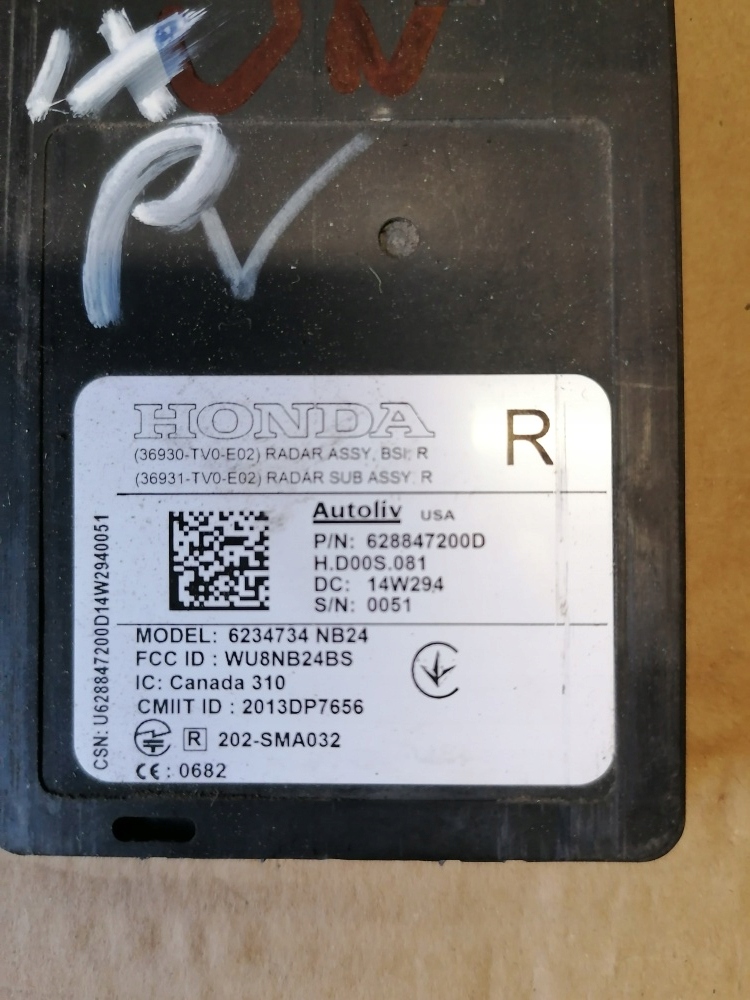 HONDA
R
(36930-TV0-E02) RADAR ASSY, BSI, R
(36931-TV0-E02) RADAR SUB ASSY, R
Autoliv USA
P/N: 628847200D
H.D00S.081
DC: 14W294
S/N: 0051
MODEL: 6234734 NB24
FCC ID : WU8NB24BS
IC: Canada 310
CMIIT ID : 2013DP7656
R 202-SMA032
CE : 0682
CSN: U628847200D14W2940051